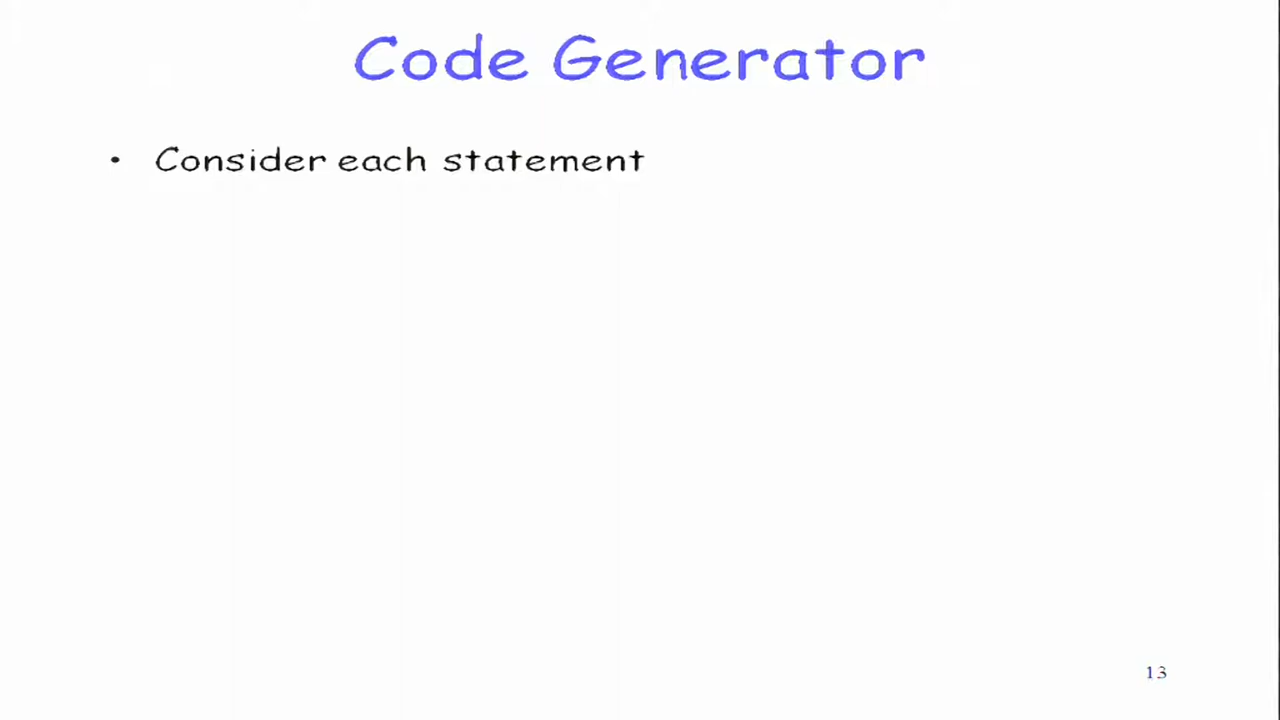 Code Generator
• Consider each statement
13